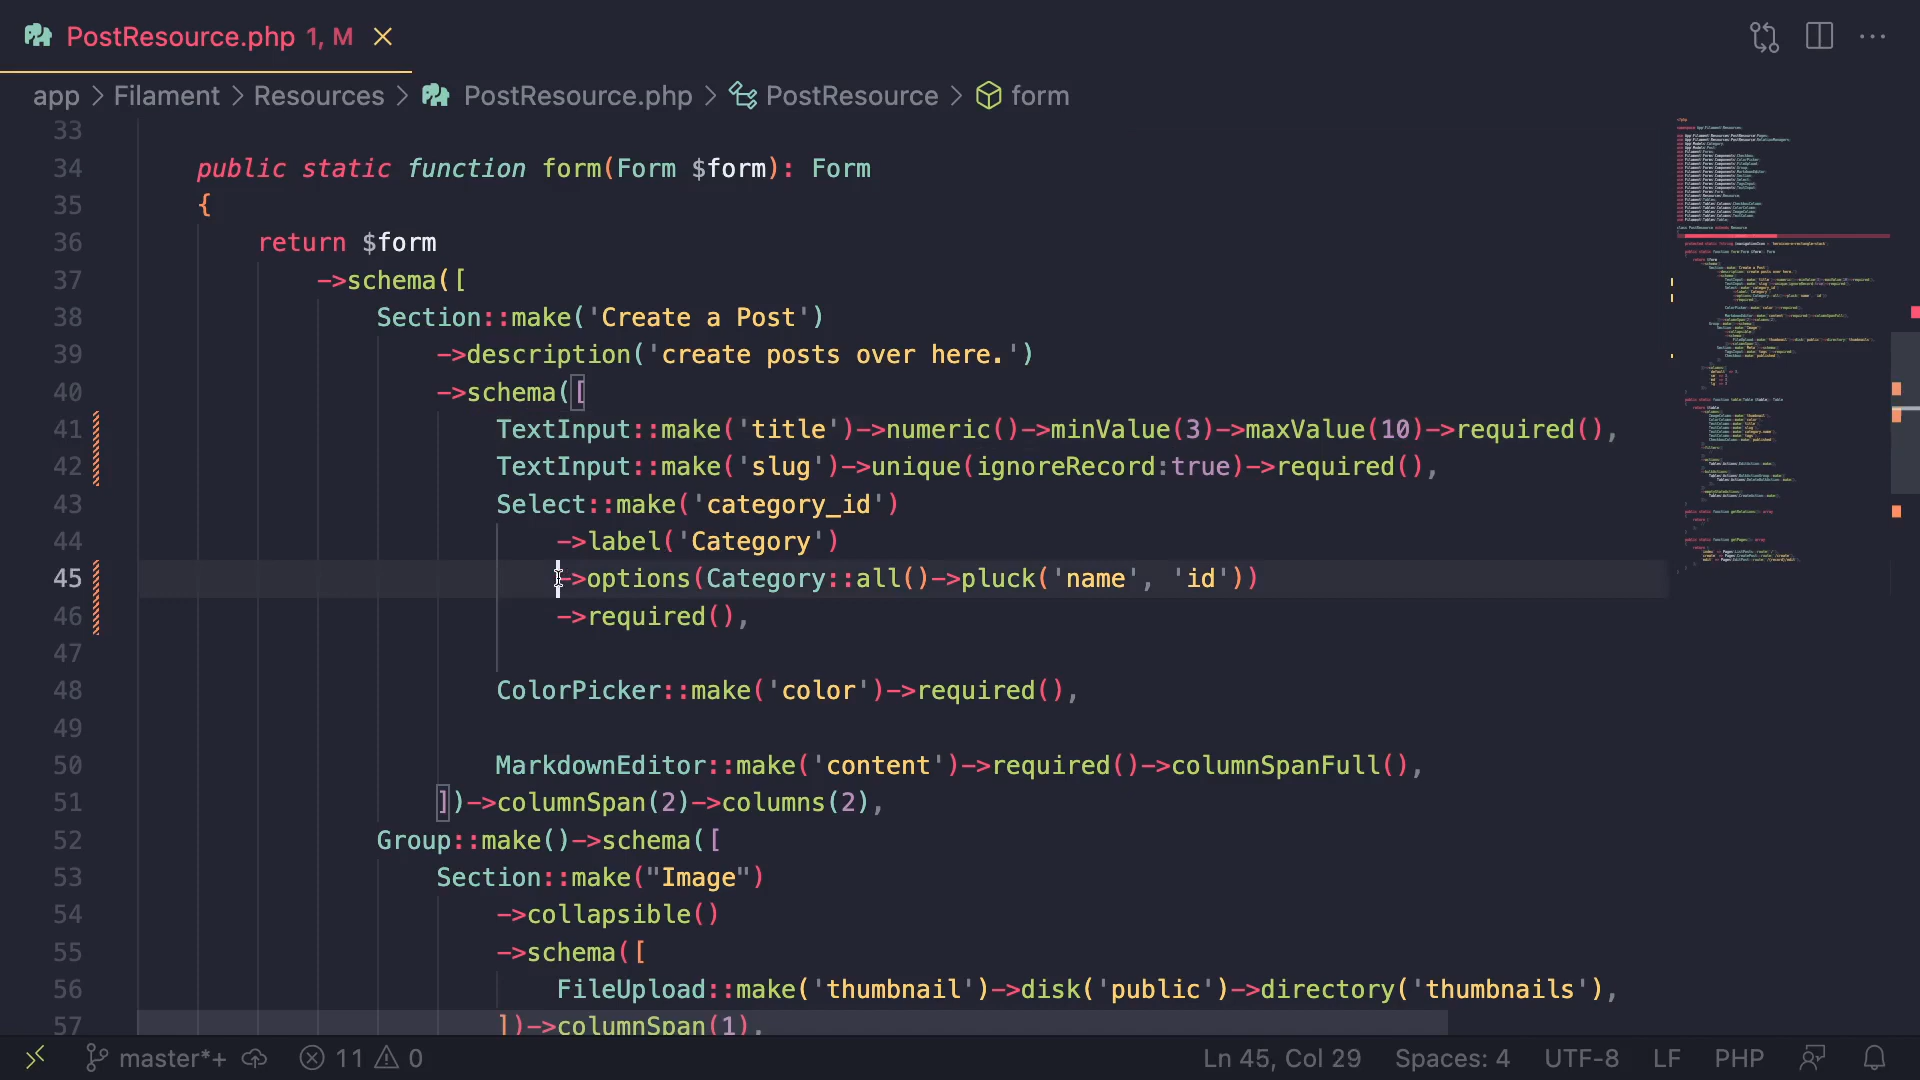 PostResource.php 1, M
app > Filament > Resources > PostResource.php > PostResource > form
33
34 public static function form(Form $form): Form
35 {
36 return $form
37 ->schema([
38 Section::make('Create a Post')
39 ->description('create posts over here.')
40 ->schema([
41 TextInput::make('title')->numeric()->minValue(3)->maxValue(10)->required(),
42 TextInput::make('slug')->unique(ignoreRecord:true)->required(),
43 Select::make('category_id')
44 ->label('Category')
45 ->options(Category::all()->pluck('name', 'id'))
46 ->required(),
47
48 ColorPicker::make('color')->required(),
49
50 MarkdownEditor::make('content')->required()->columnSpanFull(),
51 ])->columnSpan(2)->columns(2),
52 Group::make()->schema([
53 Section::make("Image")
54 ->collapsible()
55 ->schema([
56 FileUpload::make('thumbnail')->disk('public')->directory('thumbnails'),
57 ])->columnSpan(1),
master*+ 11 0 Ln 45, Col 29 Spaces: 4 UTF-8 LF PHP